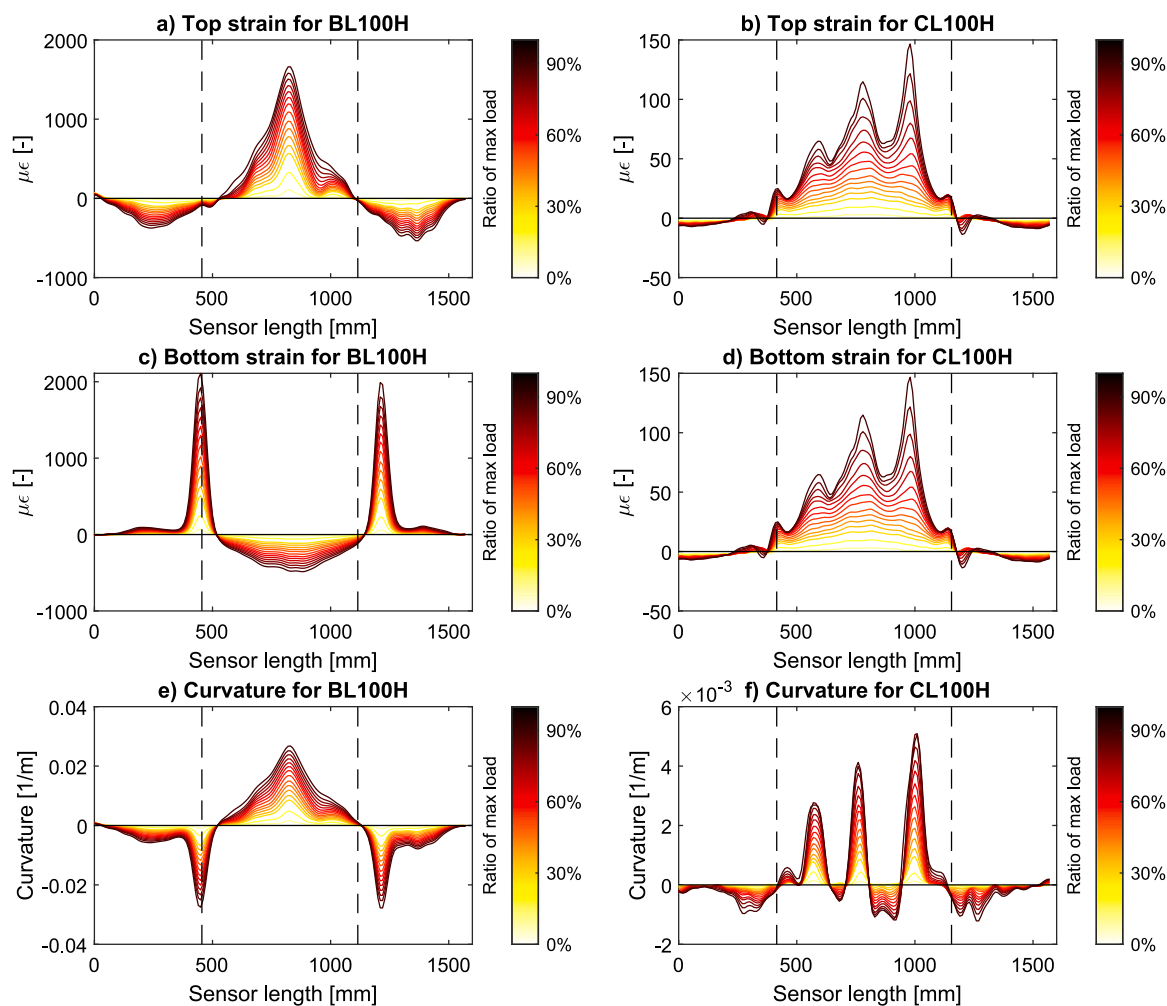 a) Top strain for BL100H
2000
1000
0
-1000
με [-]
0 500 1000 1500
Sensor length [mm]
90%
60%
30%
0%
Ratio of max load
b) Top strain for CL100H
150
100
50
0
-50
με [-]
0 500 1000 1500
Sensor length [mm]
90%
60%
30%
0%
Ratio of max load
c) Bottom strain for BL100H
2000
1000
0
-1000
με [-]
0 500 1000 1500
Sensor length [mm]
90%
60%
30%
0%
Ratio of max load
d) Bottom strain for CL100H
150
100
50
0
-50
με [-]
0 500 1000 1500
Sensor length [mm]
90%
60%
30%
0%
Ratio of max load
e) Curvature for BL100H
0.04
0.02
0
-0.02
-0.04
Curvature [1/m]
0 500 1000 1500
Sensor length [mm]
90%
60%
30%
0%
Ratio of max load
f) Curvature for CL100H
×10⁻³
6
4
2
0
-2
Curvature [1/m]
0 500 1000 1500
Sensor length [mm]
90%
60%
30%
0%
Ratio of max load